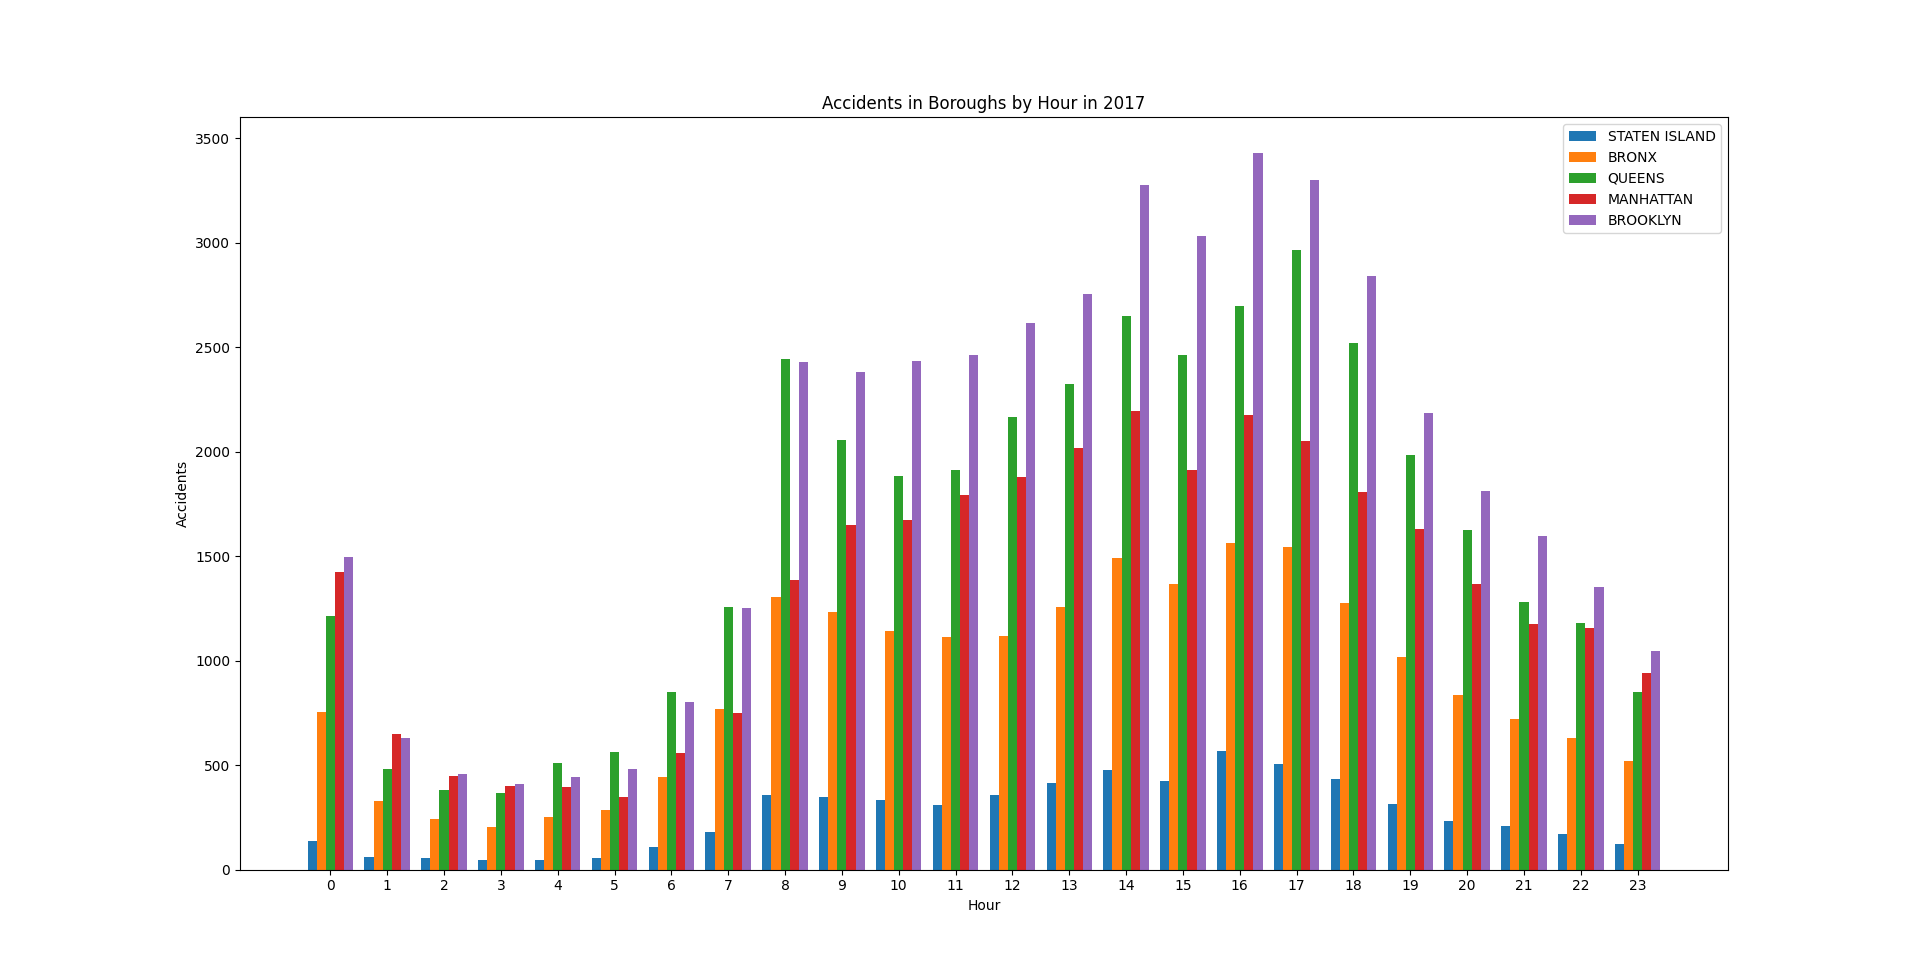 Accidents in Boroughs by Hour in 2017
STATEN ISLAND
BRONX
QUEENS
MANHATTAN
BROOKLYN
3500
3000
2500
2000
1500
1000
500
0
Accidents
0 1 2 3 4 5 6 7 8 9 10 11 12 13 14 15 16 17 18 19 20 21 22 23
Hour